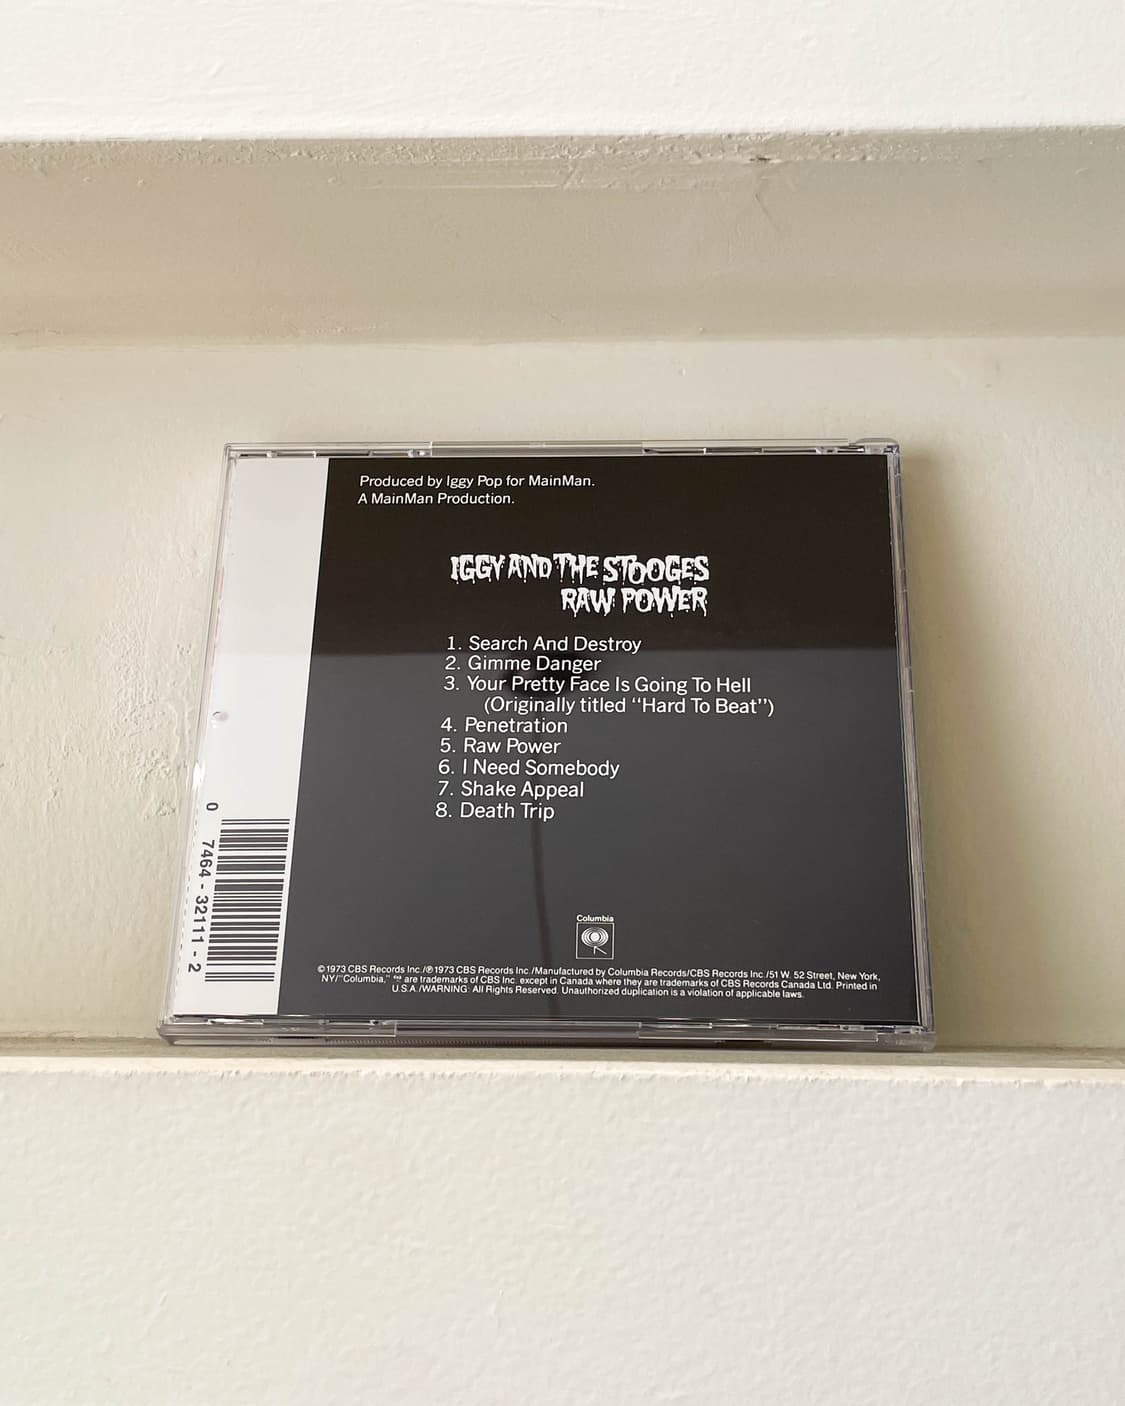 Produced by Iggy Pop for MainMan.
A MainMan Production.
IGGY AND THE STOOGES
RAW POWER
1. Search And Destroy
2. Gimme Danger
3. Your Pretty Face Is Going To Hell
(Originally titled "Hard To Beat")
4. Penetration
5. Raw Power
6. I Need Somebody
7. Shake Appeal
8. Death Trip
0 7464-32111-2
Columbia
©1973 CBS Records Inc./℗1973 CBS Records Inc./Manufactured by Columbia Records/CBS Records Inc./51 W. 52 Street, New York,
NY/"Columbia," are trademarks of CBS Inc. except in Canada where they are trademarks of CBS Records Canada Ltd. Printed in
U.S.A./WARNING: All Rights Reserved. Unauthorized duplication is a violation of applicable laws.